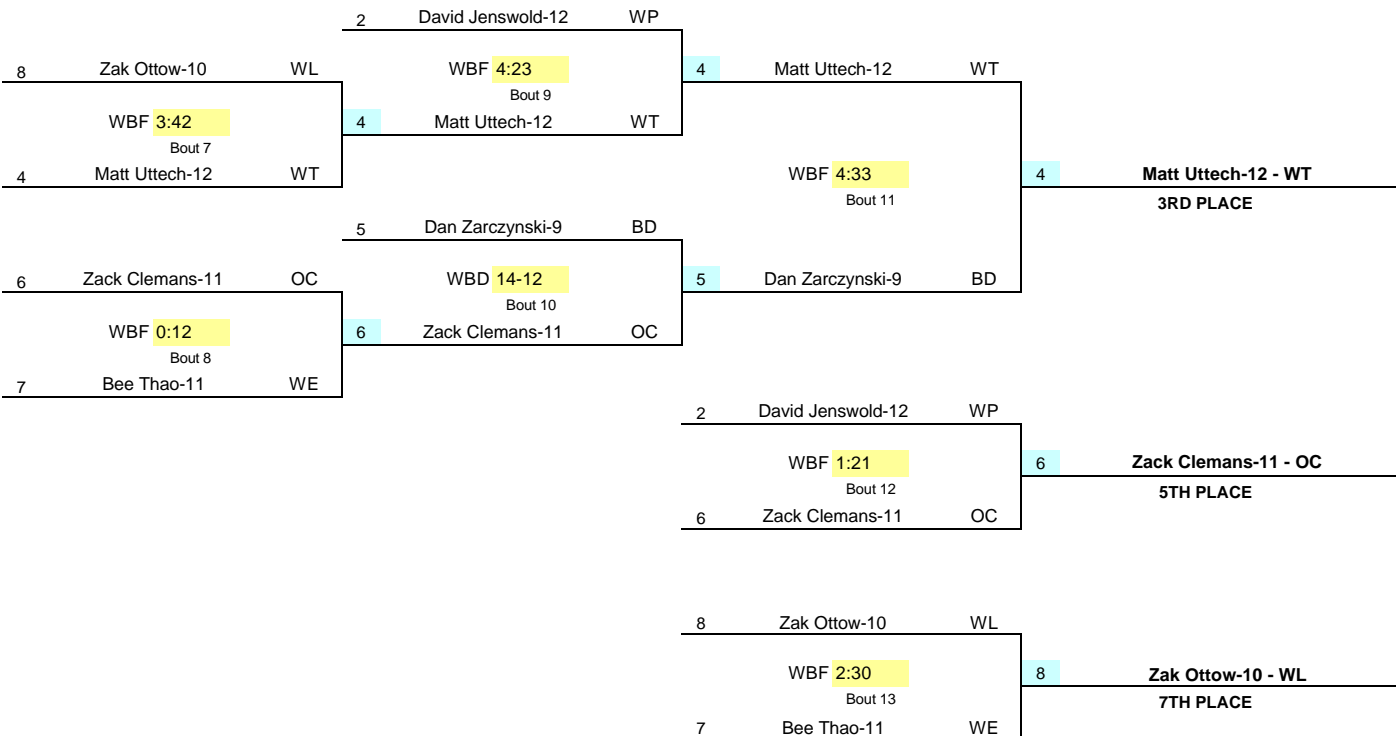 2 David Jenswold-12 WP
8 Zak Ottow-10 WL
WBF 4:23
4 Matt Uttech-12 WT
Bout 9
WBF 3:42
4 Matt Uttech-12 WT
Bout 7
4 Matt Uttech-12 WT
WBF 4:33
4 Matt Uttech-12 - WT
Bout 11
3RD PLACE
5 Dan Zarczynski-9 BD
6 Zack Clemans-11 OC
WBD 14-12
5 Dan Zarczynski-9 BD
Bout 10
WBF 0:12
6 Zack Clemans-11 OC
Bout 8
7 Bee Thao-11 WE
2 David Jenswold-12 WP
WBF 1:21
6 Zack Clemans-11 - OC
Bout 12
5TH PLACE
6 Zack Clemans-11 OC
8 Zak Ottow-10 WL
WBF 2:30
8 Zak Ottow-10 - WL
Bout 13
7TH PLACE
7 Bee Thao-11 WE